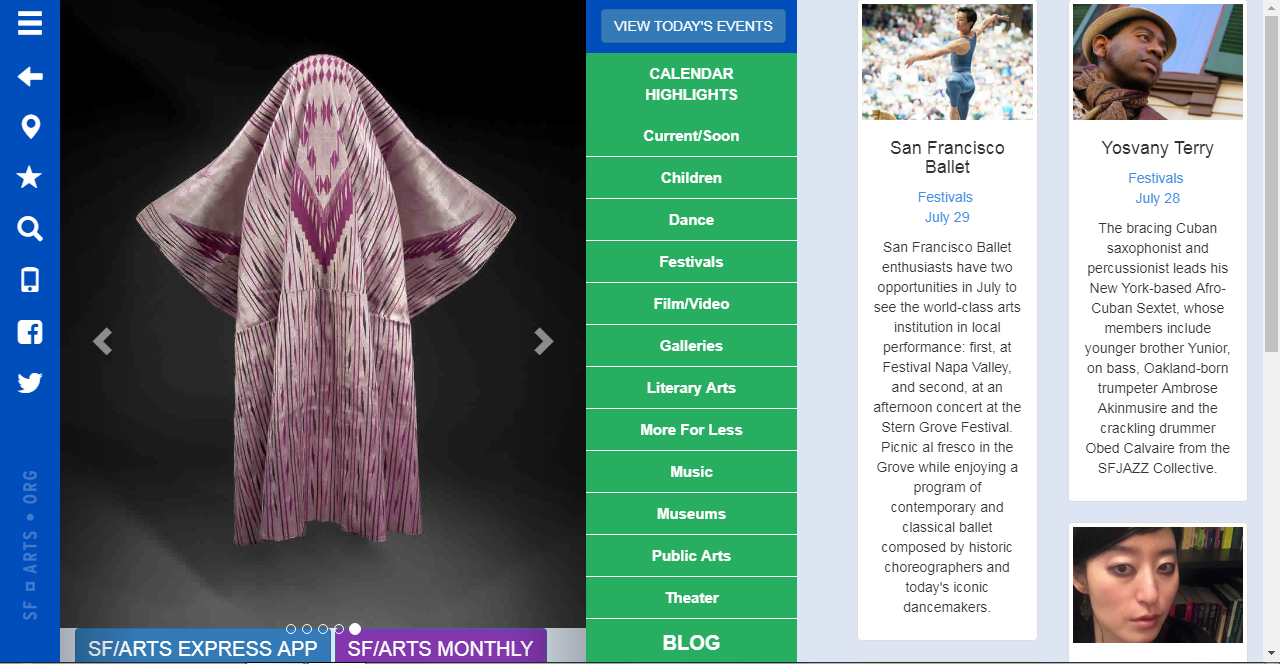 SF ARTS • ORG
SF/ARTS EXPRESS APP
SF/ARTS MONTHLY
VIEW TODAY'S EVENTS
CALENDAR
HIGHLIGHTS
Current/Soon
Children
Dance
Festivals
Film/Video
Galleries
Literary Arts
More For Less
Music
Museums
Public Arts
Theater
BLOG
San Francisco
Ballet
Festivals
July 29
San Francisco Ballet
enthusiasts have two
opportunities in July to
see the world-class arts
institution in local
performance: first, at
Festival Napa Valley,
and second, at an
afternoon concert at the
Stern Grove Festival.
Picnic al fresco in the
Grove while enjoying a
program of
contemporary and
classical ballet
composed by historic
choreographers and
today's iconic
dancemakers.
Yosvany Terry
Festivals
July 28
The bracing Cuban
saxophonist and
percussionist leads his
New York-based Afro-
Cuban Sextet, whose
members include
younger brother Yunior,
on bass, Oakland-born
trumpeter Ambrose
Akinmusire and the
crackling drummer
Obed Calvaire from the
SFJAZZ Collective.